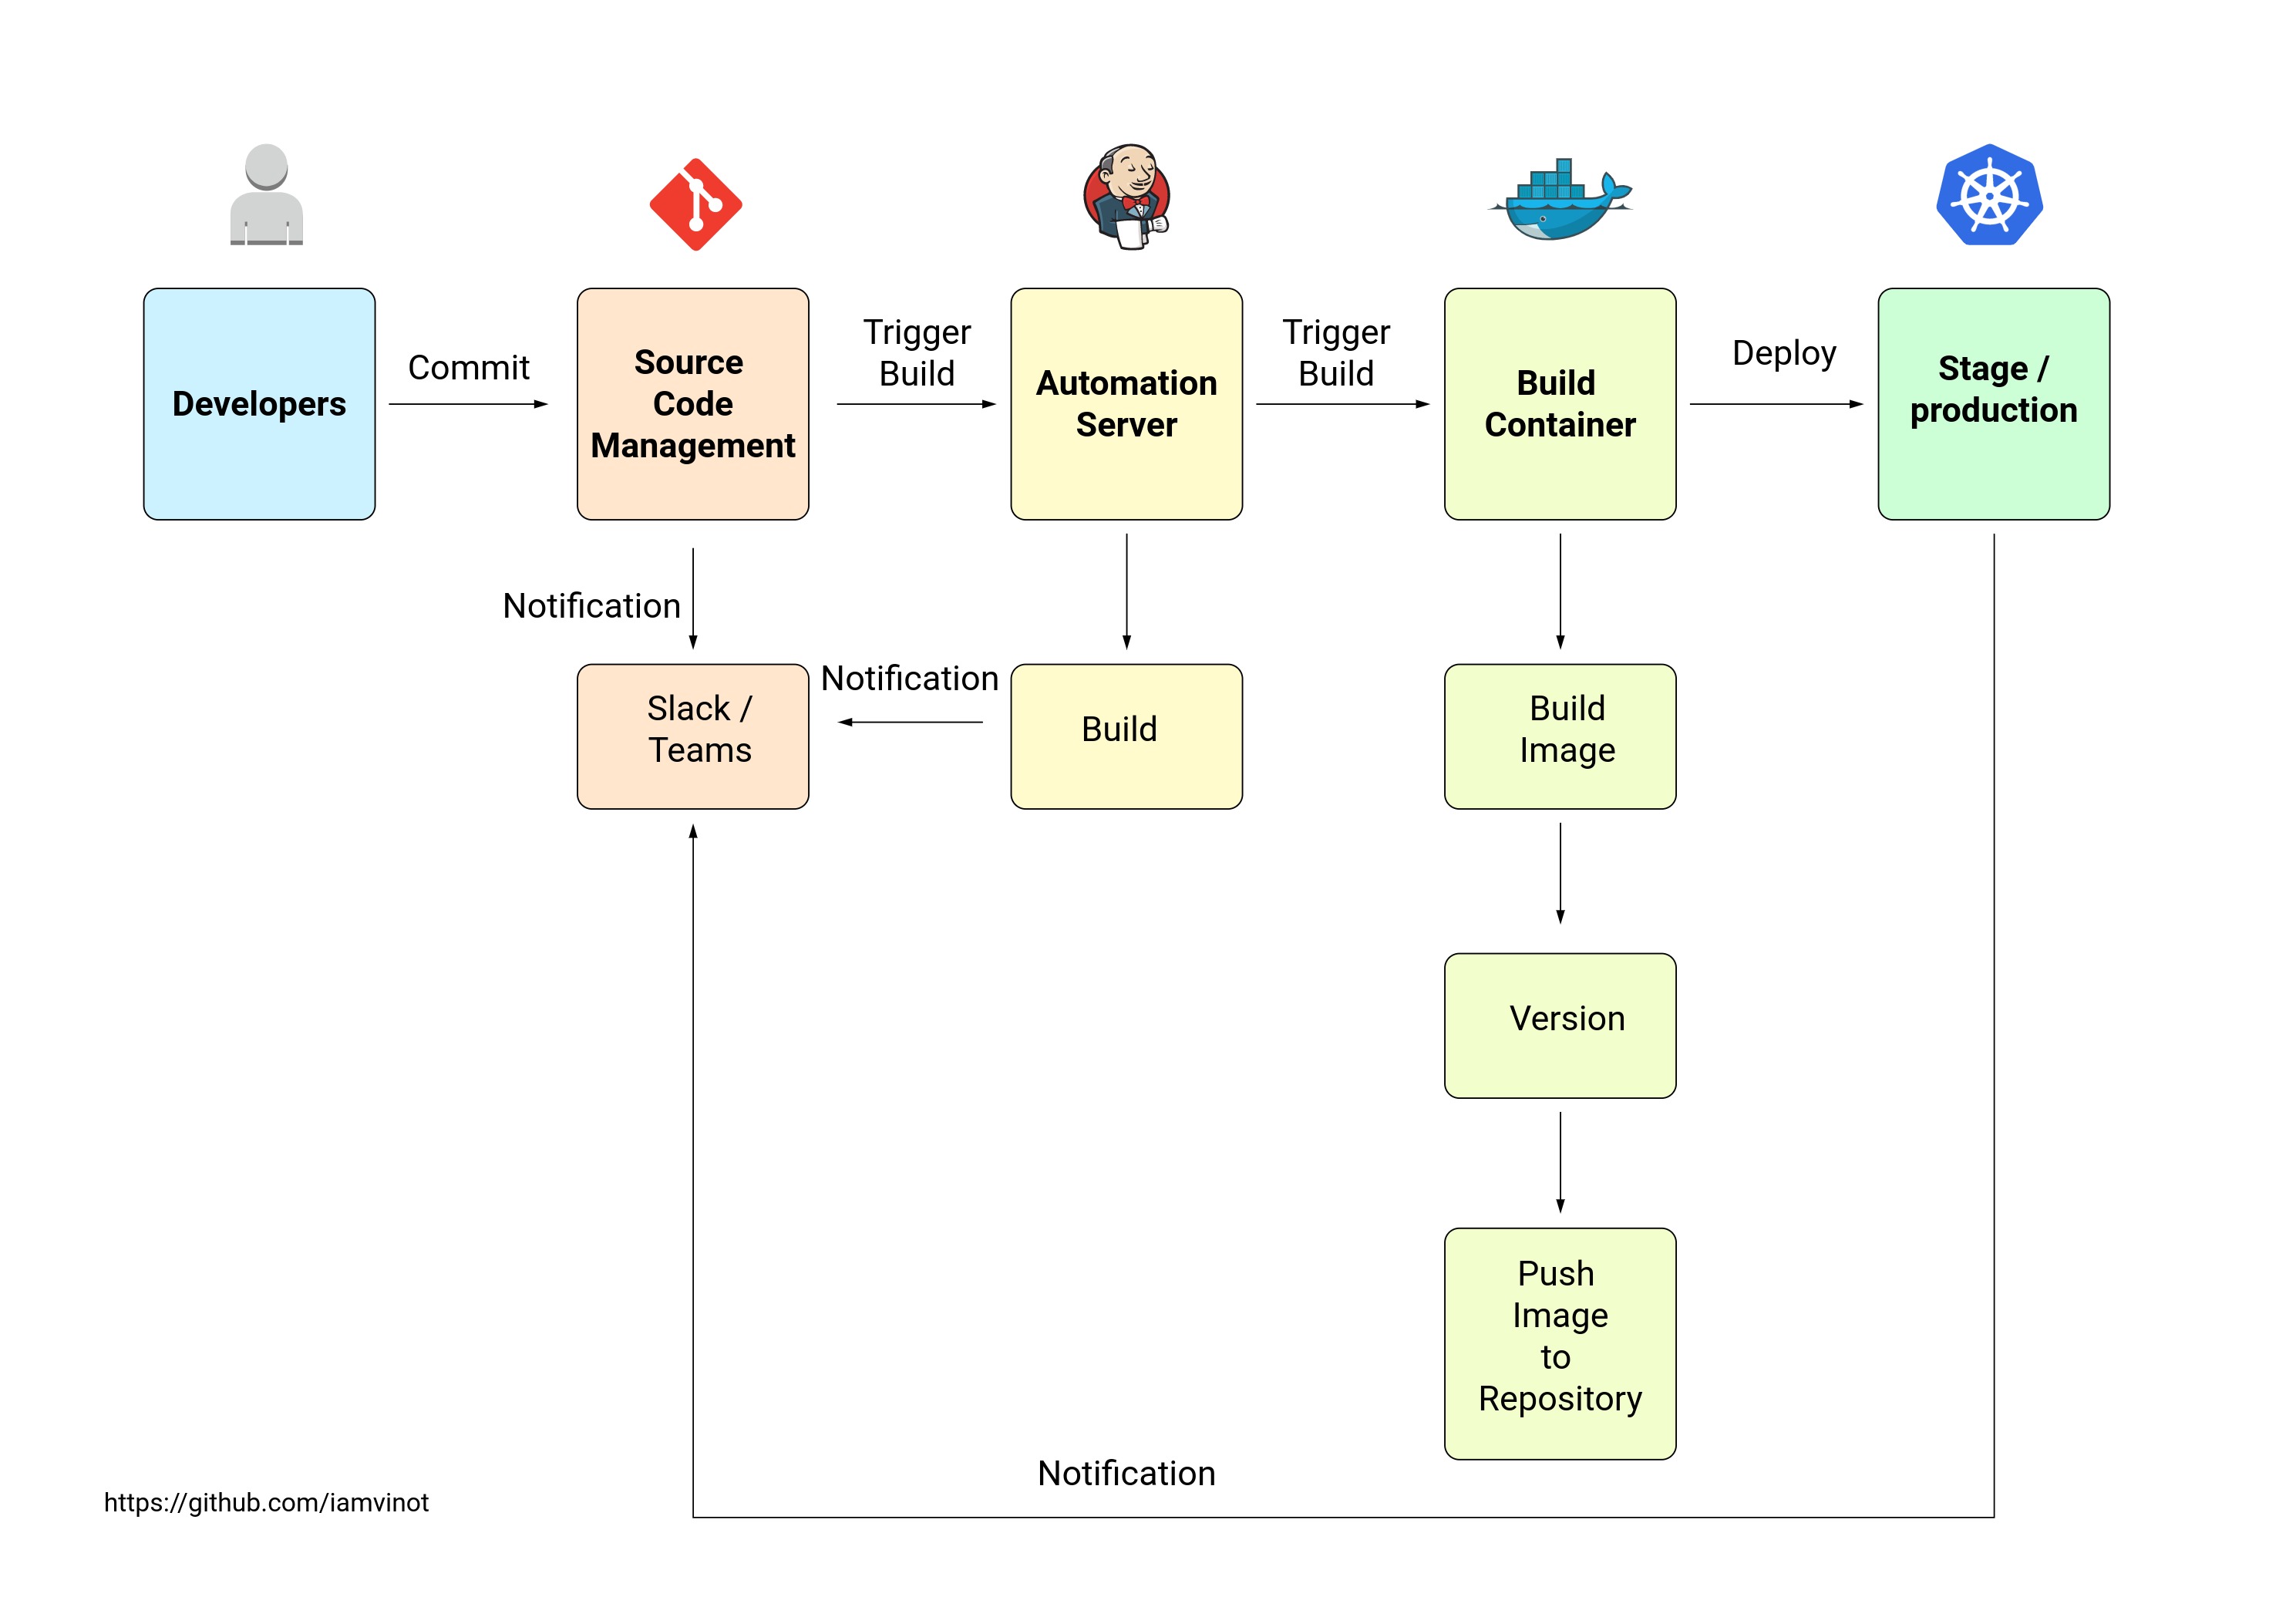 Developers
Commit
Source
Code
Management
Trigger
Build
Automation
Server
Trigger
Build
Build
Container
Deploy
Stage /
production
Notification
Slack /
Teams
Notification
Build
Build
Image
Version
Push
Image
to
Repository
Notification
https://github.com/iamvinot